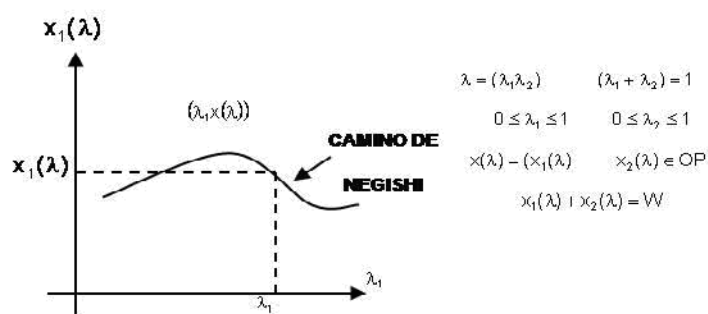 x₁(λ)
(λ₁x(λ))
CAMINO DE
NEGISHI
x₁(λ)
λ₁
λ₁
λ = (λ₁λ₂) (λ₁ + λ₂) = 1
0 ≤ λ₁ ≤ 1 0 ≤ λ₂ ≤ 1
x(λ) – (x₁(λ) x₂(λ) ∈ OP
x₁(λ) + x₂(λ) = W